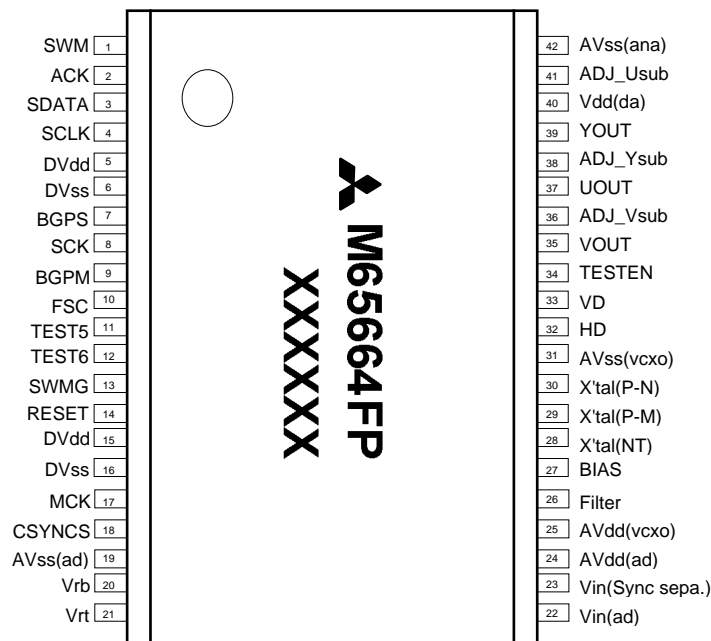 SWM 1
ACK 2
SDATA 3
SCLK 4
DVdd 5
DVss 6
BGPS 7
SCK 8
BGPM 9
FSC 10
TEST5 11
TEST6 12
SWMG 13
RESET 14
DVdd 15
DVss 16
MCK 17
CSYNCS 18
AVss(ad) 19
Vrb 20
Vrt 21
M65664FP
XXXXXX
42 AVss(ana)
41 ADJ_Usub
40 Vdd(da)
39 YOUT
38 ADJ_Ysub
37 UOUT
36 ADJ_Vsub
35 VOUT
34 TESTEN
33 VD
32 HD
31 AVss(vcxo)
30 X'tal(P-N)
29 X'tal(P-M)
28 X'tal(NT)
27 BIAS
26 Filter
25 AVdd(vcxo)
24 AVdd(ad)
23 Vin(Sync sepa.)
22 Vin(ad)